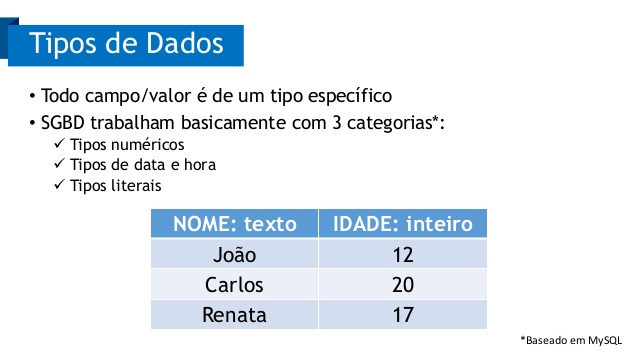 Tipos de Dados
• Todo campo/valor é de um tipo específico
• SGBD trabalham basicamente com 3 categorias*:
✓ Tipos numéricos
✓ Tipos de data e hora
✓ Tipos literais
NOME: texto IDADE: inteiro
João 12
Carlos 20
Renata 17
*Baseado em MySQL